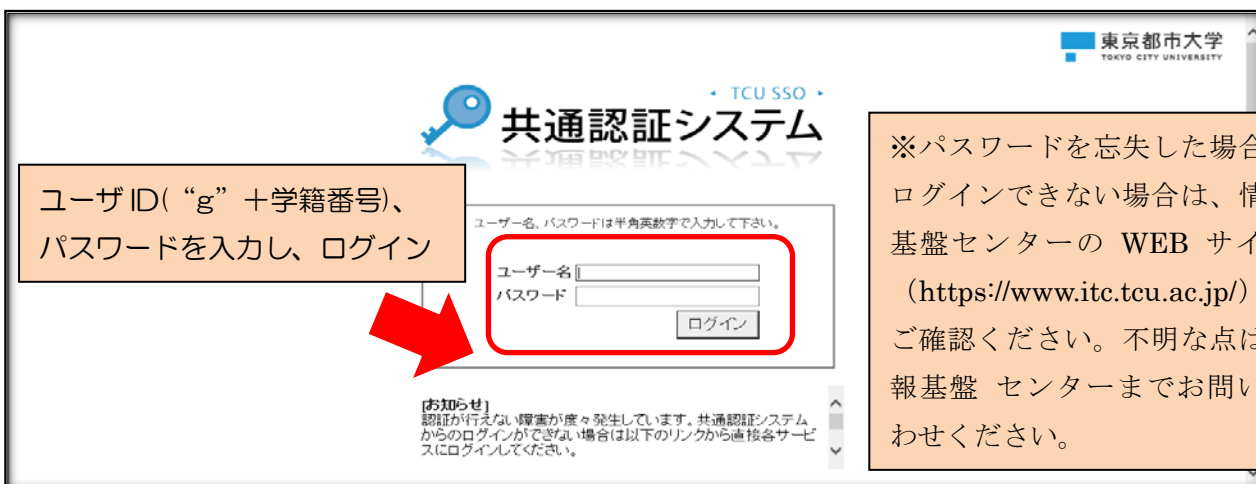 東京都市大学
TOKYO CITY UNIVERSITY
TCU SSO
共通認証システム
ユーザID(“g”＋学籍番号)、
パスワードを入力し、ログイン
ユーザー名、パスワードは半角英数字で入力して下さい。
ユーザー名
パスワード
ログイン
[お知らせ]
認証が行えない障害が度々発生しています。共通認証システム
からのログインができない場合は以下のリンクから直接各サービ
スにログインしてください。
※パスワードを忘失した場合
ログインできない場合は、情
基盤センターの WEB サイ
（https://www.itc.tcu.ac.jp/）
ご確認ください。不明な点は
報基盤 センターまでお問い
わせください。